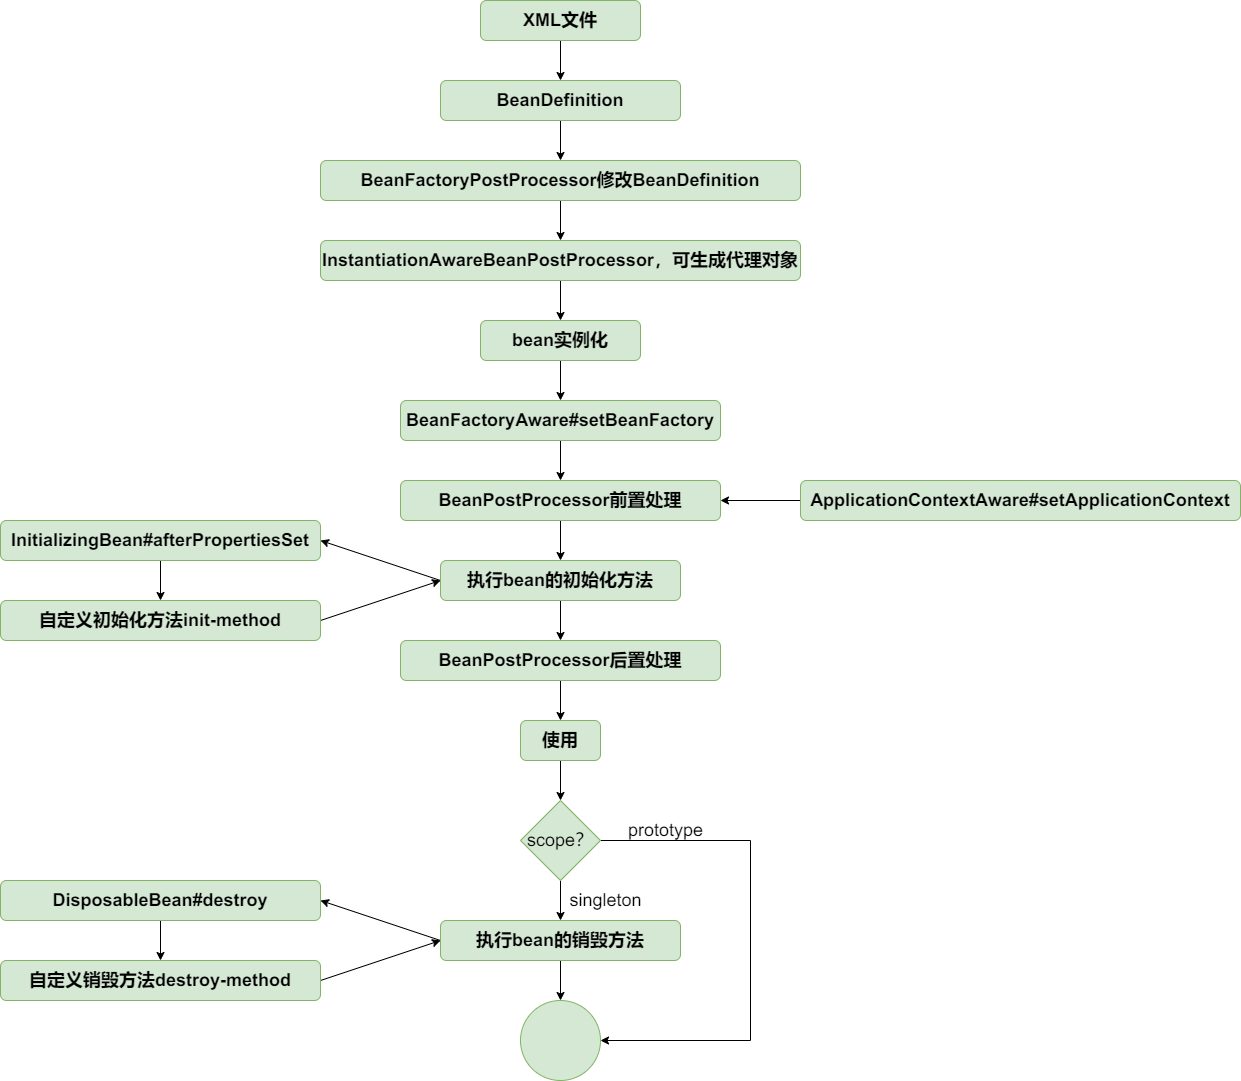 XML文件
BeanDefinition
BeanFactoryPostProcessor修改BeanDefinition
InstantiationAwareBeanPostProcessor，可生成代理对象
bean实例化
BeanFactoryAware#setBeanFactory
BeanPostProcessor前置处理
ApplicationContextAware#setApplicationContext
InitializingBean#afterPropertiesSet
执行bean的初始化方法
自定义初始化方法init-method
BeanPostProcessor后置处理
使用
scope？
prototype
singleton
DisposableBean#destroy
执行bean的销毁方法
自定义销毁方法destroy-method